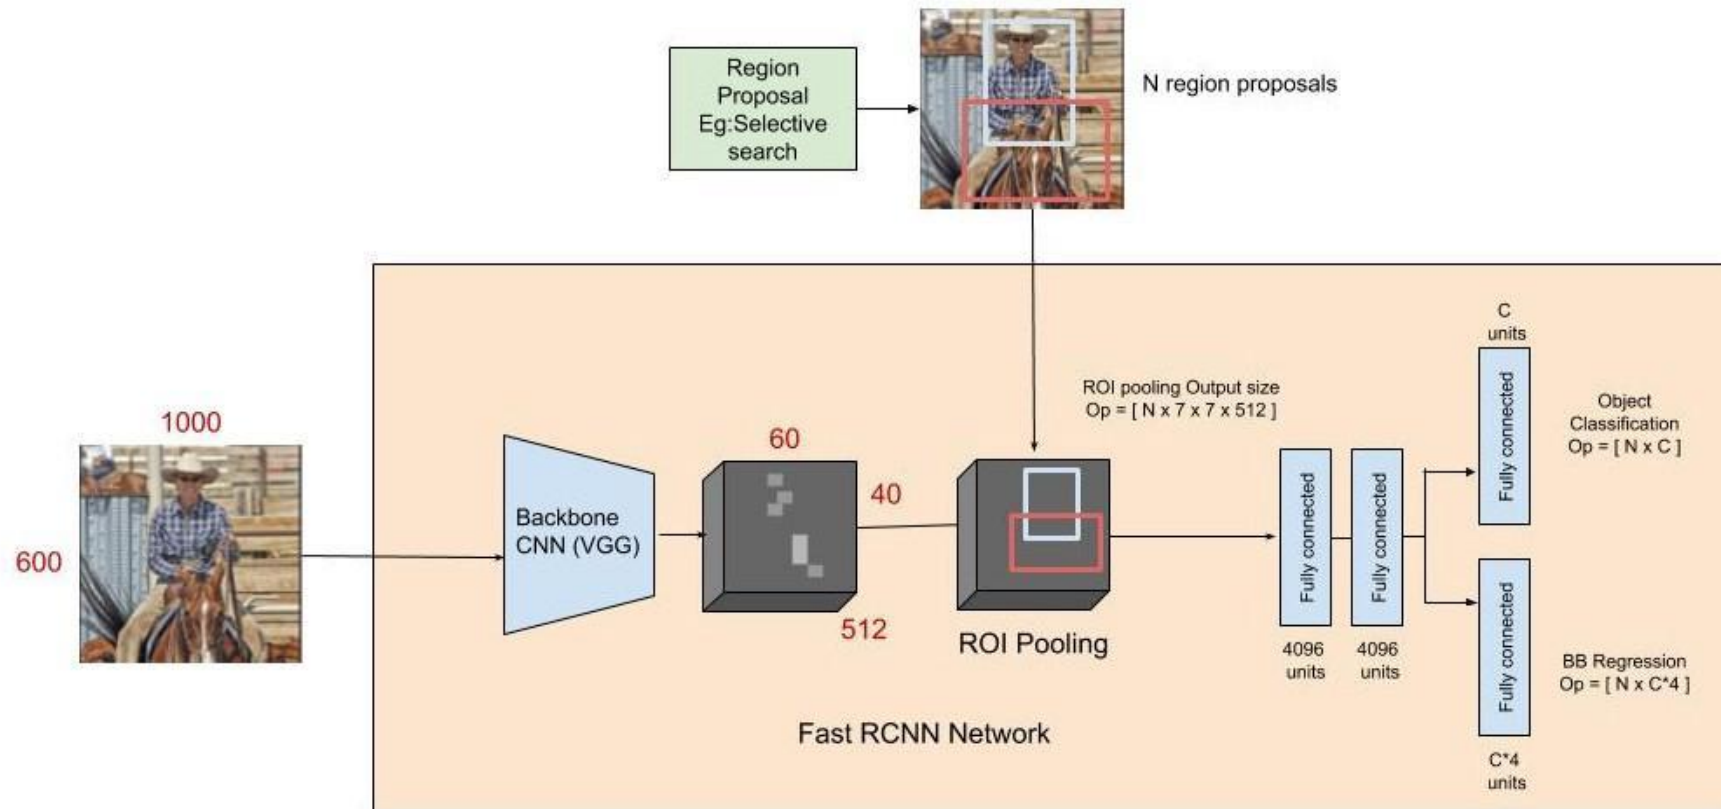 Region
Proposal
Eg:Selective
search
N region proposals
1000
600
Backbone
CNN (VGG)
60
40
512
ROI Pooling
ROI pooling Output size
Op = [ N x 7 x 7 x 512 ]
Fully connected
4096
units
Fully connected
4096
units
C
units
Fully connected
Object
Classification
Op = [ N x C ]
Fully connected
C*4
units
BB Regression
Op = [ N x C*4 ]
Fast RCNN Network